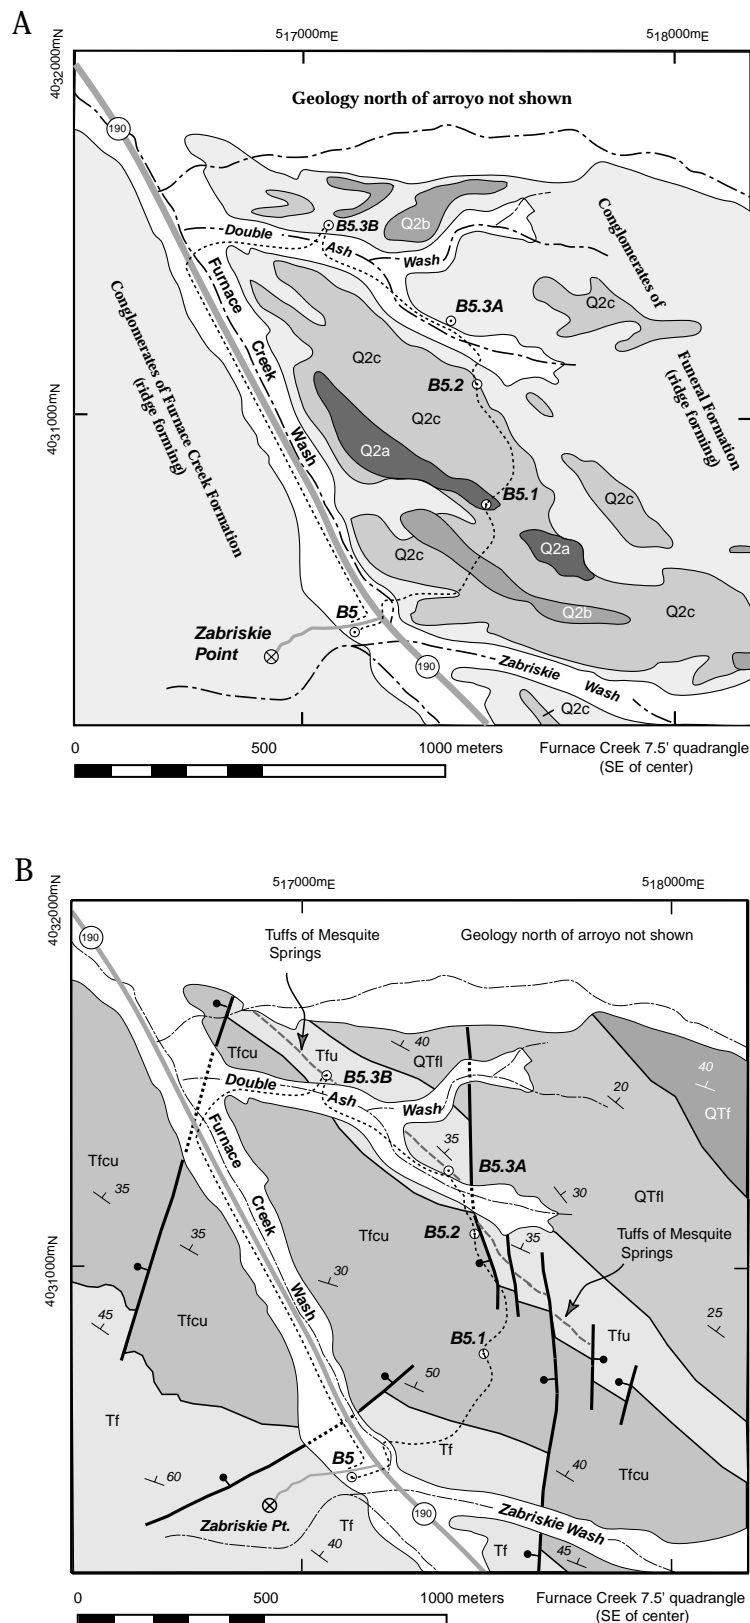 A
517000mE
518000mE
4032000mN
Geology north of arroyo not shown
190
B5.3B
Q2b
Double
Ash
Wash
Conglomerates of
Furnace
Creek
Wash
B5.3A
Q2c
Conglomerates of Furnace Creek Formation
(ridge forming)
Q2c
B5.2
Funeral Formation
(ridge forming)
4031000mN
Q2c
Q2a
B5.1
Q2c
Q2c
Q2a
B5
Q2b
Q2c
Zabriskie
Point
190
Zabriskie
Wash
Q2c
0
500
1000 meters
Furnace Creek 7.5' quadrangle
(SE of center)
B
517000mE
518000mE
4032000mN
190
Tuffs of Mesquite
Springs
Geology north of arroyo not shown
Tfcu
Tfu
40
QTfl
40
QTf
B5.3B
Double
Ash
Wash
20
Furnace
Creek
Wash
35
B5.3A
Tfcu
35
30
QTfl
35
Tfcu
B5.2
35
Tuffs of Mesquite
Springs
4031000mN
30
45
Tfcu
25
Tfu
B5.1
50
Tf
Tf
B5
40
Tfcu
60
Zabriskie Pt.
190
Zabriskie Wash
Tf
40
Tf
45
0
500
1000 meters
Furnace Creek 7.5' quadrangle
(SE of center)